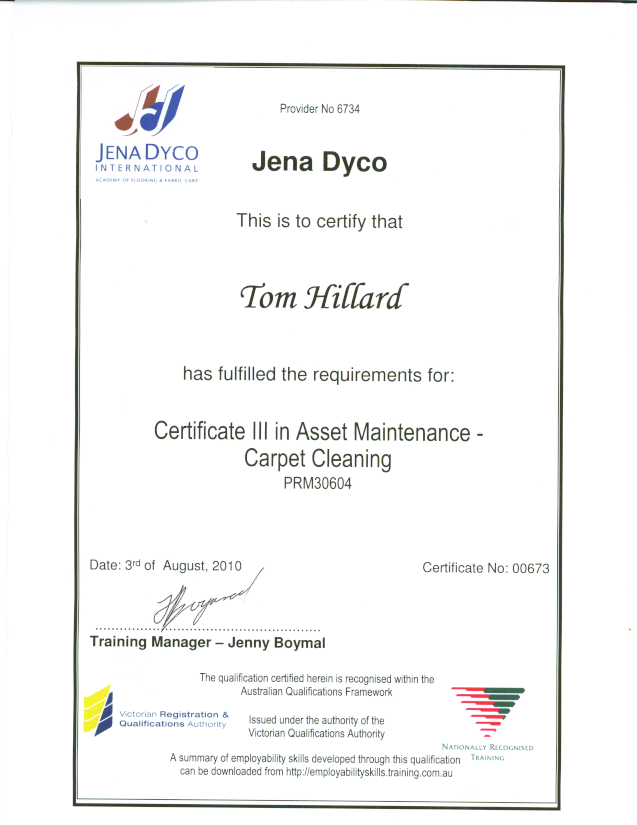 Provider No 6734
JENA DYCO
INTERNATIONAL
ACADEMY OF FLOORING & FABRIC CARE
Jena Dyco
This is to certify that
Tom Hillard
has fulfilled the requirements for:
Certificate III in Asset Maintenance -
Carpet Cleaning
PRM30604
Date: 3rd of August, 2010
Certificate No: 00673
Training Manager – Jenny Boymal
The qualification certified herein is recognised within the
Australian Qualifications Framework
Victorian Registration &
Qualifications Authority
Issued under the authority of the
Victorian Qualifications Authority
NATIONALLY RECOGNISED
TRAINING
A summary of employability skills developed through this qualification
can be downloaded from http://employabilityskills.training.com.au